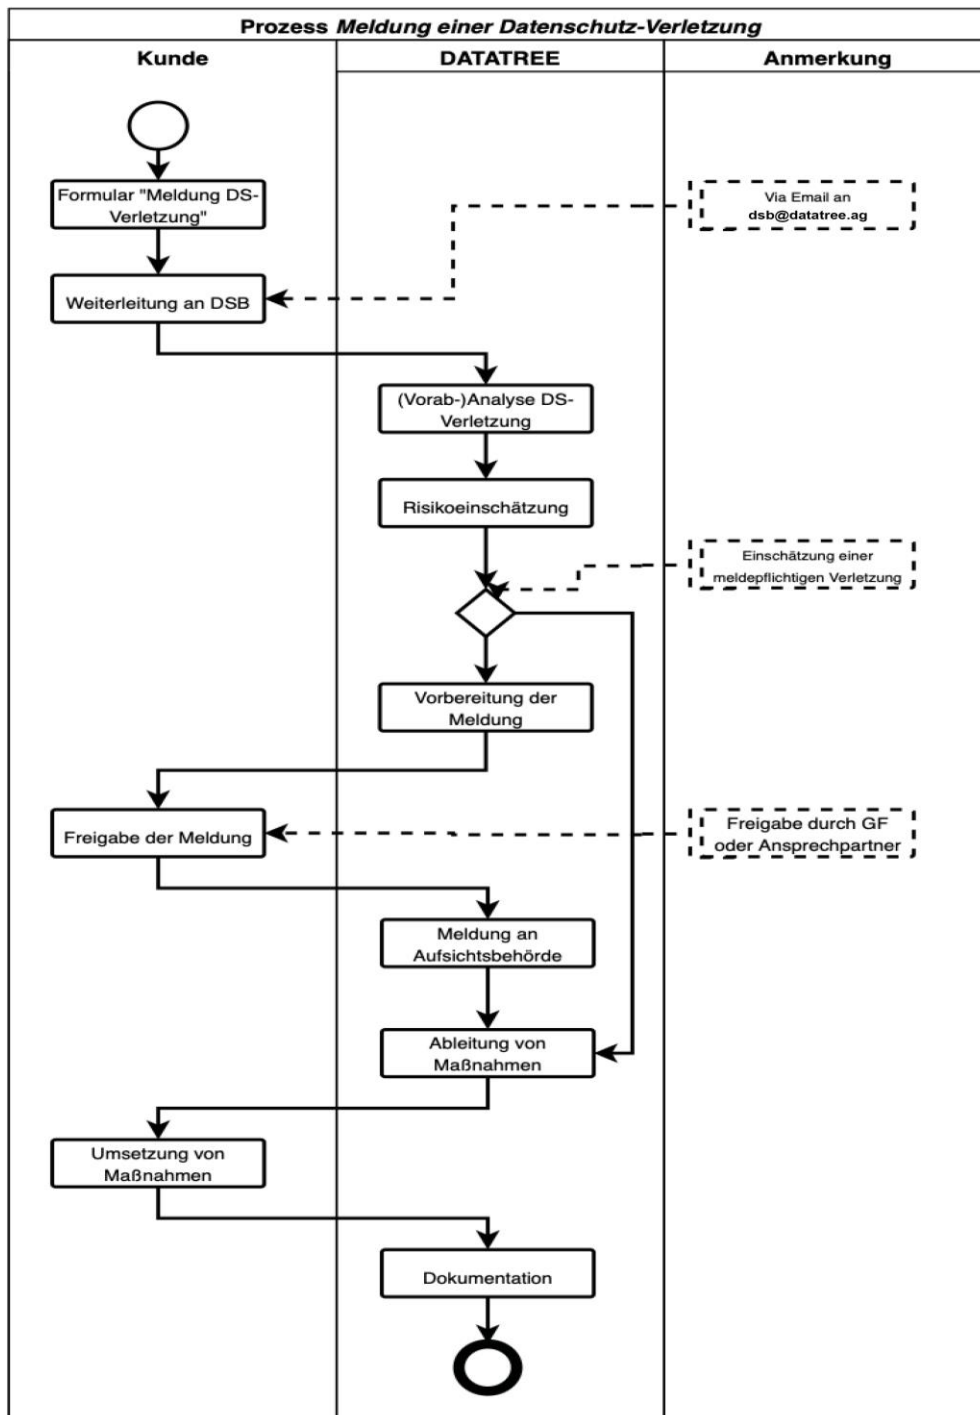 Prozess Meldung einer Datenschutz-Verletzung
Kunde
DATATREE
Anmerkung
Formular "Meldung DS-
Verletzung"
Via Email an
dsb@datatree.ag
Weiterleitung an DSB
(Vorab-)Analyse DS-
Verletzung
Risikoeinschätzung
Einschätzung einer
meldepflichtigen Verletzung
Vorbereitung der
Meldung
Freigabe der Meldung
Freigabe durch GF
oder Ansprechpartner
Meldung an
Aufsichtsbehörde
Ableitung von
Maßnahmen
Umsetzung von
Maßnahmen
Dokumentation